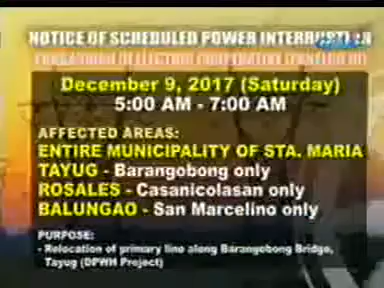 NOTICE OF SCHEDULED POWER INTERRUPTION
December 9, 2017 (Saturday)
5:00 AM - 7:00 AM
AFFECTED AREAS:
ENTIRE MUNICIPALITY OF STA. MARIA
TAYUG - Barangobong only
ROSALES - Casanicolasan only
BALUNGAO - San Marcelino only
PURPOSE:
- Relocation of primary line along Barangobong Bridge,
Tayug (DPWH Project)